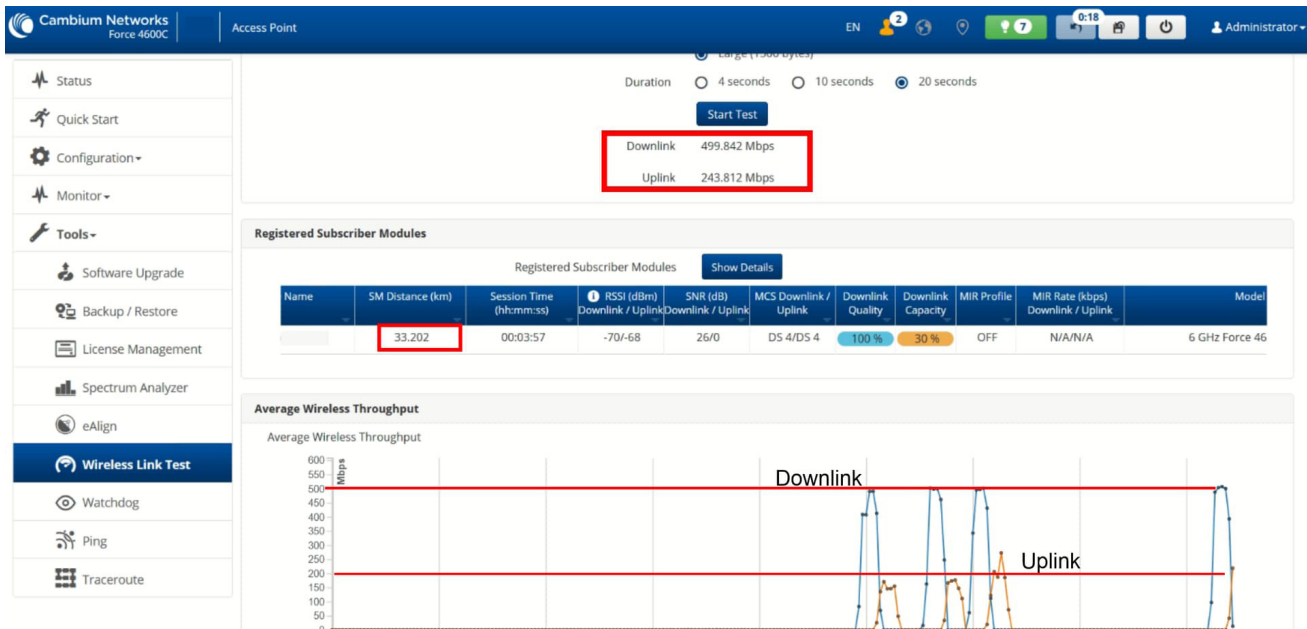 Cambium Networks
Force 4600C
Access Point
EN
2
7
0:18
Administrator
Status
Quick Start
Configuration
Monitor
Tools
Software Upgrade
Backup / Restore
License Management
Spectrum Analyzer
eAlign
Wireless Link Test
Watchdog
Ping
Traceroute
Large (1500 bytes)
Duration 4 seconds 10 seconds 20 seconds
Start Test
Downlink 499.842 Mbps
Uplink 243.812 Mbps
Registered Subscriber Modules
Registered Subscriber Modules Show Details
Name SM Distance (km) Session Time (hh:mm:ss) RSSI (dBm) Downlink / Uplink SNR (dB) Downlink / Uplink MCS Downlink / Uplink Downlink Quality Downlink Capacity MIR Profile MIR Rate (kbps) Downlink / Uplink Model
33.202 00:03:57 -70/-68 26/0 DS 4/DS 4 100 % 30 % OFF N/A/N/A 6 GHz Force 46
Average Wireless Throughput
Average Wireless Throughput
Mbps
600
550
500
450
400
350
300
250
200
150
100
50
0
Downlink
Uplink